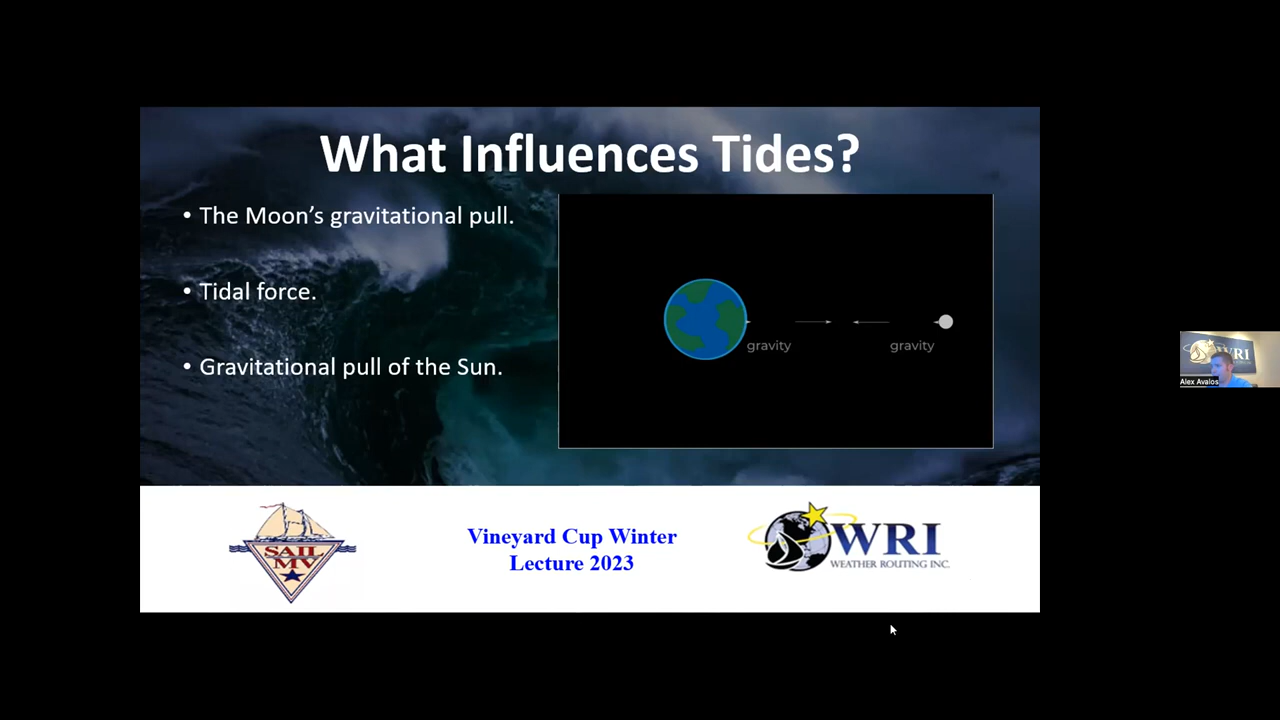 What Influences Tides?
• The Moon's gravitational pull.
• Tidal force.
• Gravitational pull of the Sun.
gravity
gravity
SAIL
MV
Vineyard Cup Winter
Lecture 2023
WRI
WEATHER ROUTING INC.
WRI
Alex Avalos